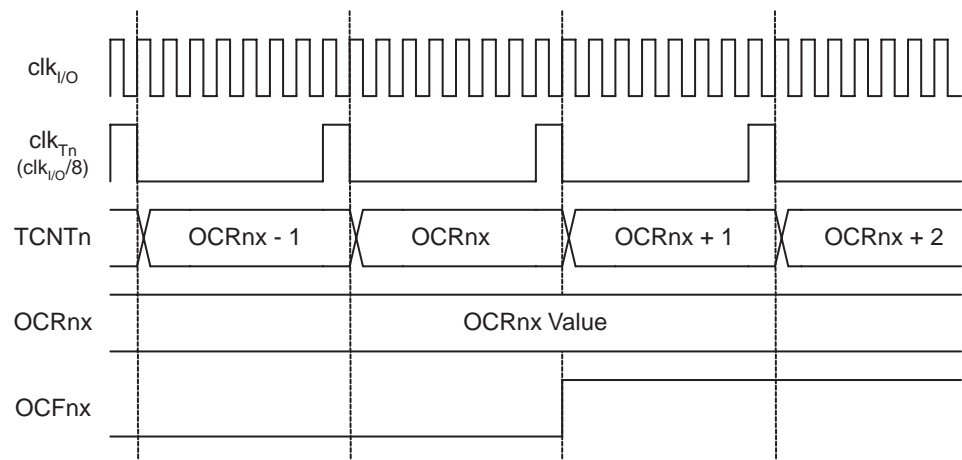 clkI/O
clkTn
(clkI/O/8)
TCNTn OCRnx - 1 OCRnx OCRnx + 1 OCRnx + 2
OCRnx OCRnx Value
OCFnx